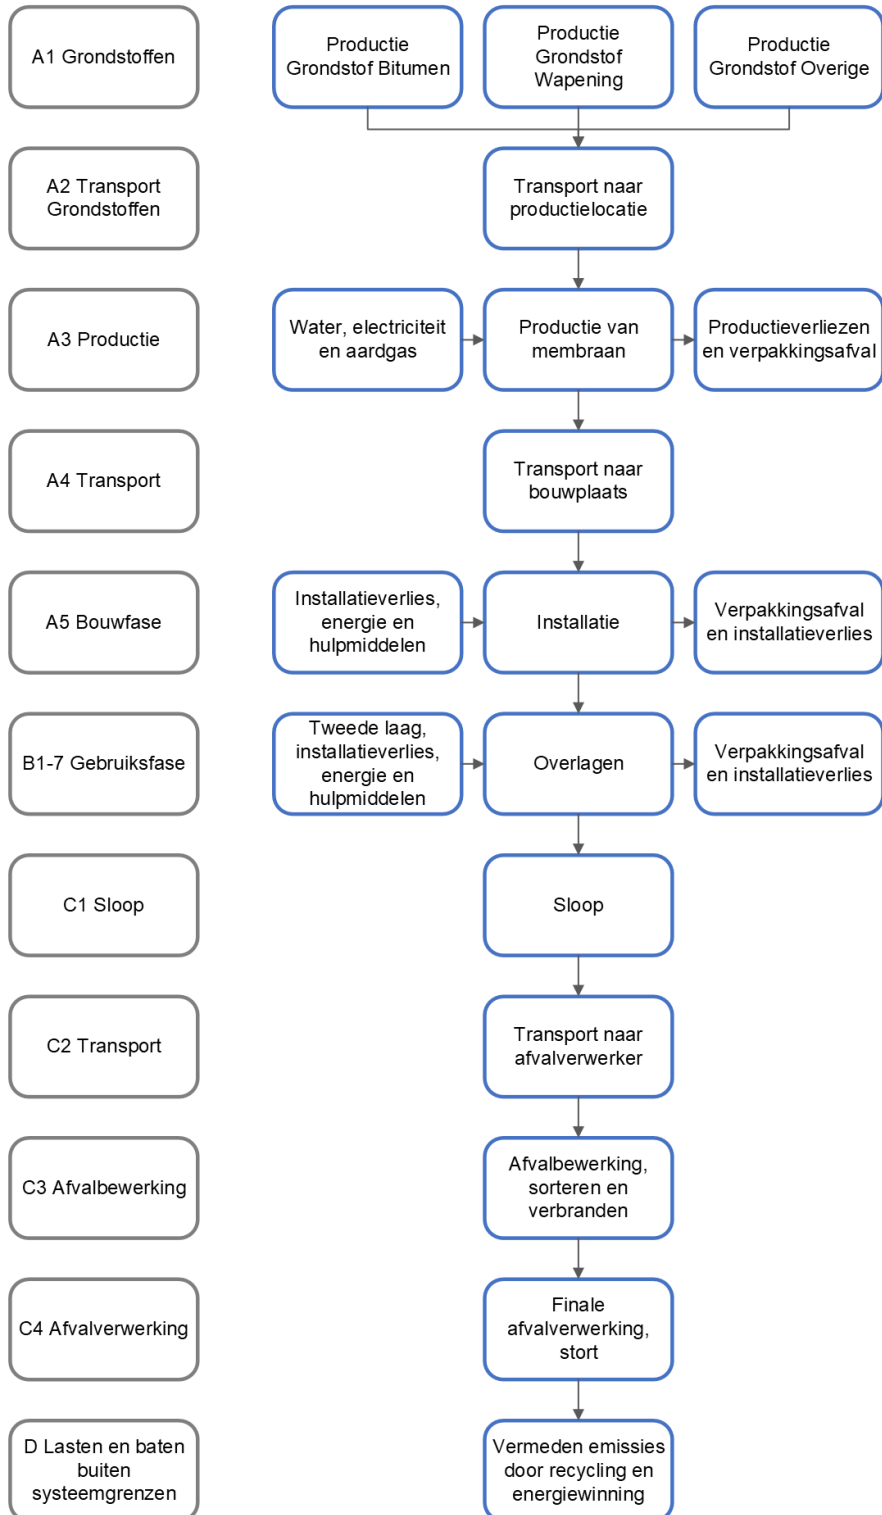 A1 Grondstoffen
Productie
Grondstof Bitumen
Productie
Grondstof
Wapening
Productie
Grondstof Overige
A2 Transport
Grondstoffen
Transport naar
productielocatie
A3 Productie
Water, electriciteit
en aardgas
Productie van
membraan
Productieverliezen
en verpakkingsafval
A4 Transport
Transport naar
bouwplaats
A5 Bouwfase
Installatieverlies,
energie en
hulpmiddelen
Installatie
Verpakkingsafval
en installatieverlies
B1-7 Gebruiksfase
Tweede laag,
installatieverlies,
energie en
hulpmiddelen
Overlagen
Verpakkingsafval
en installatieverlies
C1 Sloop
Sloop
C2 Transport
Transport naar
afvalverwerker
C3 Afvalbewerking
Afvalbewerking,
sorteren en
verbranden
C4 Afvalverwerking
Finale
afvalverwerking,
stort
D Lasten en baten
buiten
systeemgrenzen
Vermeden emissies
door recycling en
energiewinning